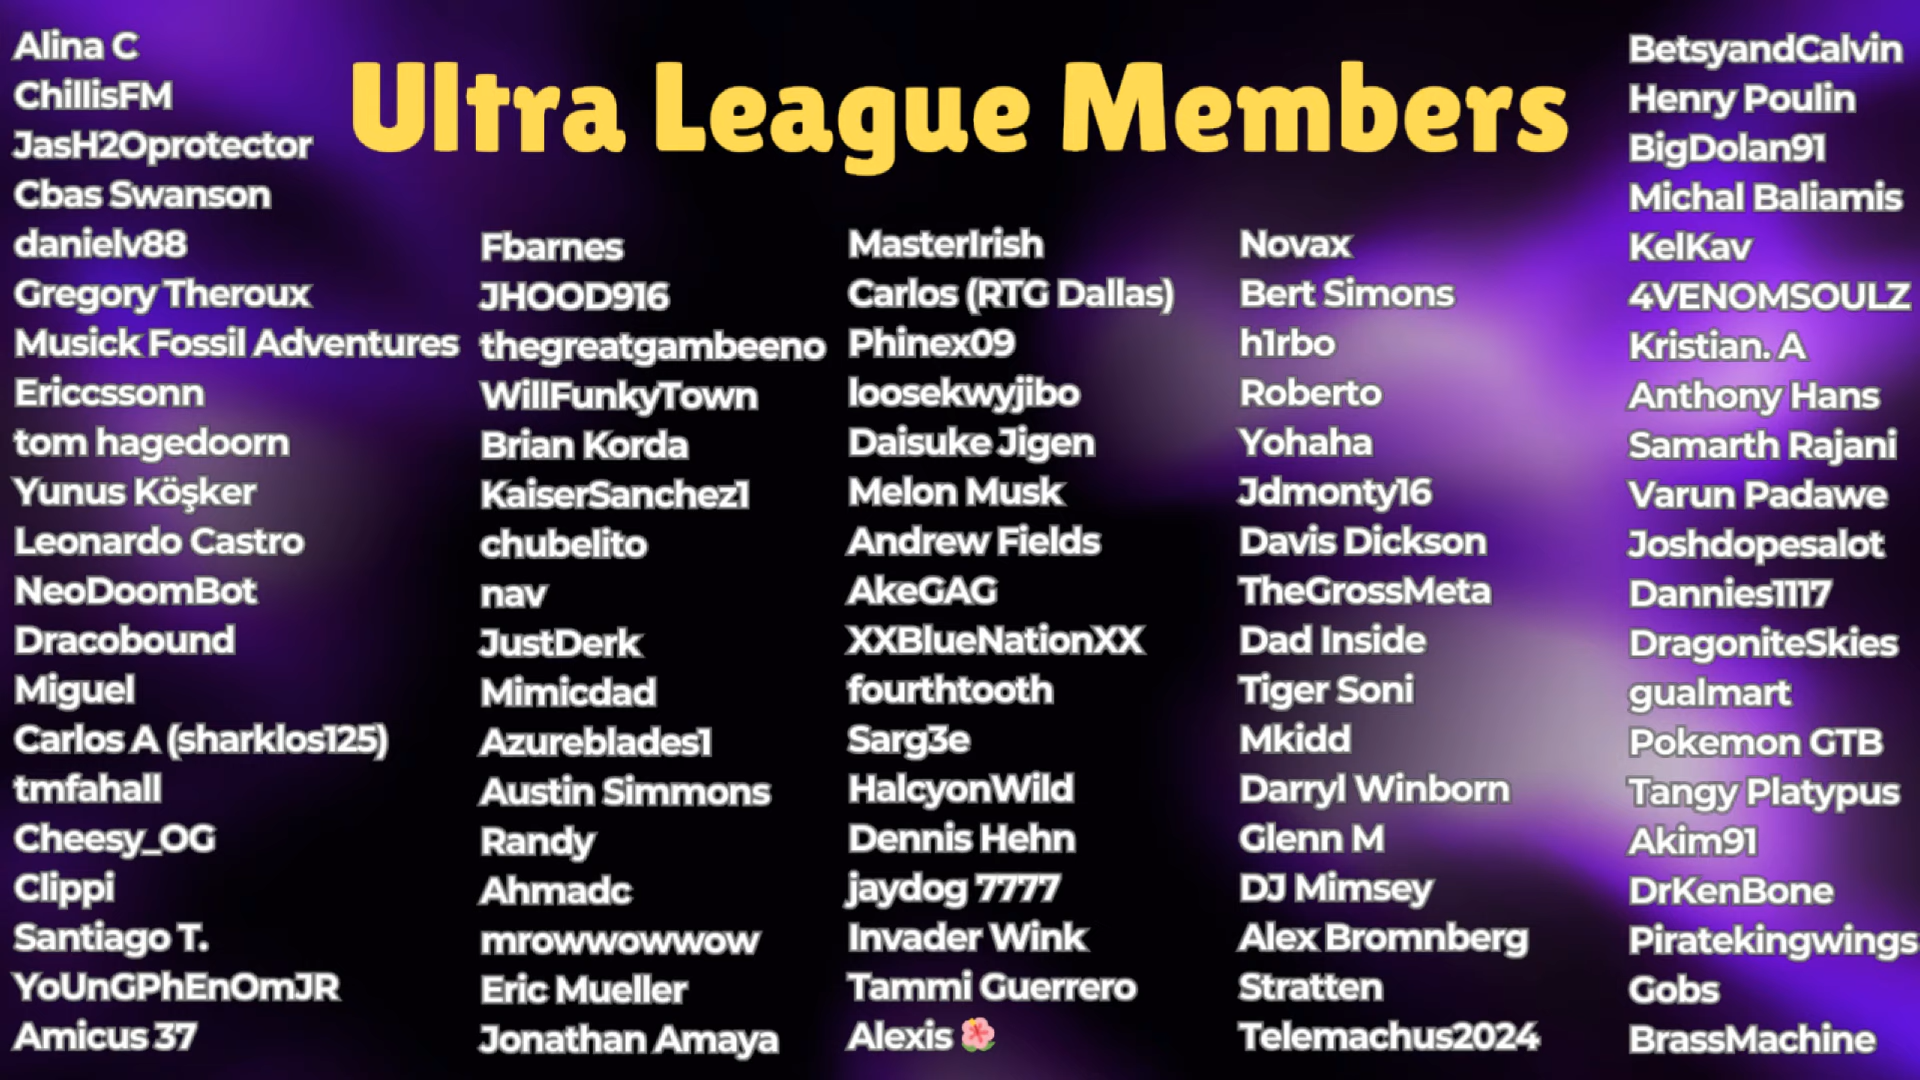 Ultra League Members
Alina C
ChillisFM
JasH2Oprotector
Cbas Swanson
danielv88
Gregory Theroux
Musick Fossil Adventures
Ericcssonn
tom hagedoorn
Yunus Köşker
Leonardo Castro
NeoDoomBot
Dracobound
Miguel
Carlos A (sharklos125)
tmfahall
Cheesy_OG
Clippi
Santiago T.
YoUnGPhEnOmJR
Amicus 37
Fbarnes
JHOOD916
thegreatgambeeno
WillFunkyTown
Brian Korda
KaiserSanchez1
chubelito
nav
JustDerk
Mimicdad
Azureblades1
Austin Simmons
Randy
Ahmadc
mrowwowwow
Eric Mueller
Jonathan Amaya
MasterIrish
Carlos (RTG Dallas)
Phinex09
loosekwyjibo
Daisuke Jigen
Melon Musk
Andrew Fields
AkeGAG
XXBlueNationXX
fourthtooth
Sarg3e
HalcyonWild
Dennis Hehn
jaydog 7777
Invader Wink
Tammi Guerrero
Alexis 🌺
Novax
Bert Simons
h1rbo
Roberto
Yohaha
Jdmonty16
Davis Dickson
TheGrossMeta
Dad Inside
Tiger Soni
Mkidd
Darryl Winborn
Glenn M
DJ Mimsey
Alex Bromnberg
Stratten
Telemachus2024
BetsyandCalvin
Henry Poulin
BigDolan91
Michal Baliamis
KelKav
4VENOMSOULZ
Kristian. A
Anthony Hans
Samarth Rajani
Varun Padawe
Joshdopesalot
Dannies1117
DragoniteSkies
gualmart
Pokemon GTB
Tangy Platypus
Akim91
DrKenBone
Piratekingwings
Gobs
BrassMachine